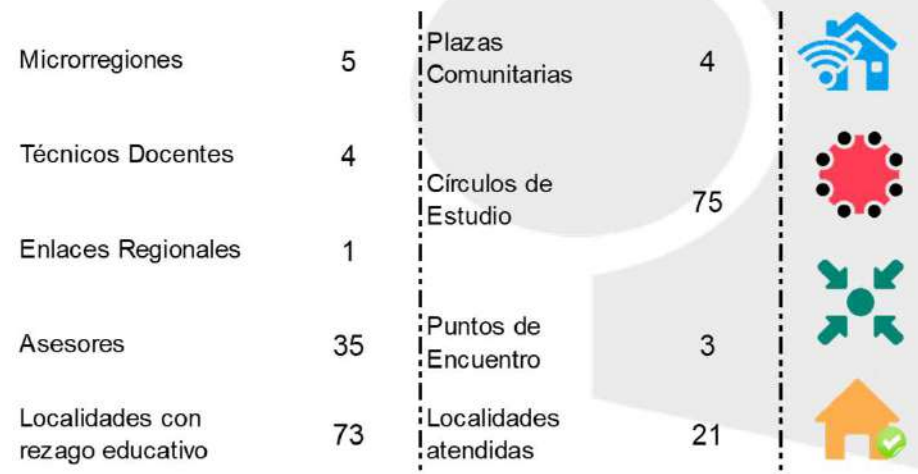 Microrregiones 5
Técnicos Docentes 4
Enlaces Regionales 1
Asesores 35
Localidades con
rezago educativo 73
Plazas
Comunitarias 4
Círculos de
Estudio 75
Puntos de
Encuentro 3
Localidades
atendidas 21